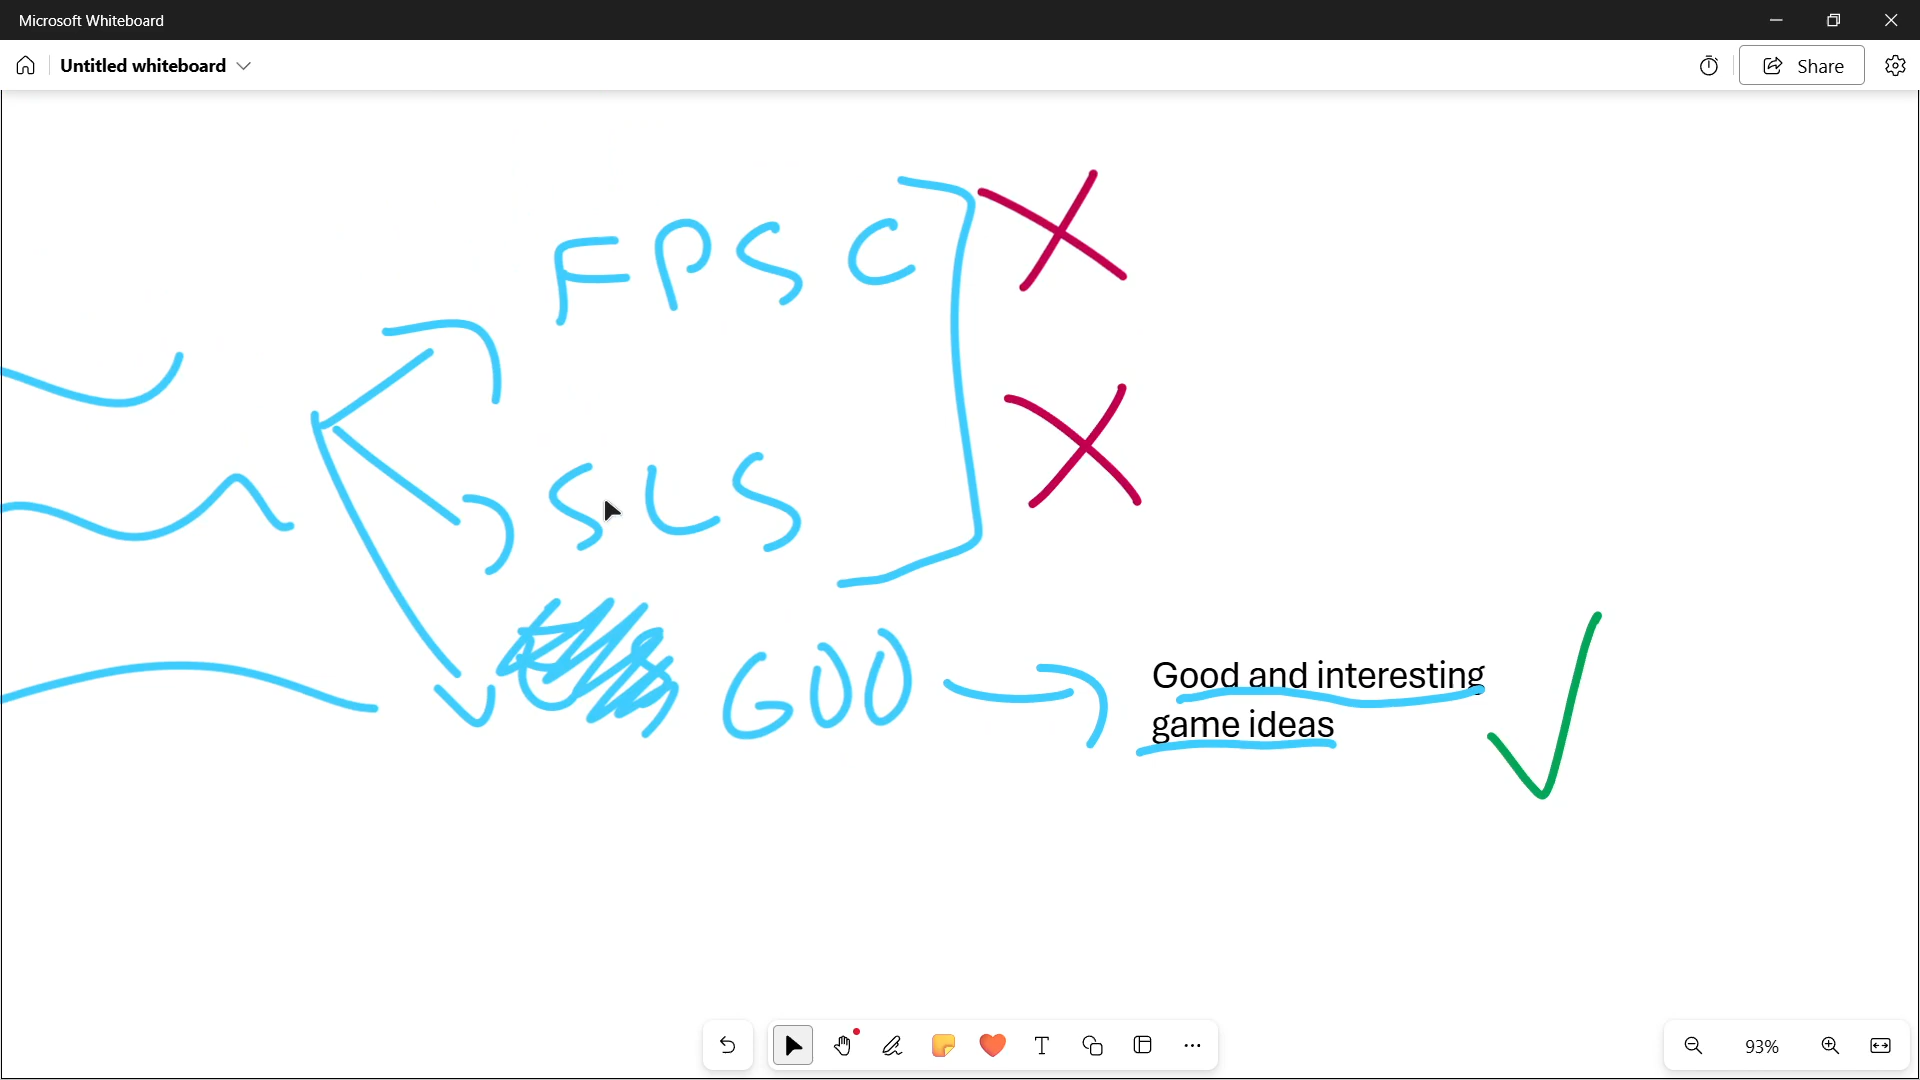 Microsoft Whiteboard
Untitled whiteboard
Share
FPSC
SLS
GOO
Good and interesting
game ideas
93%